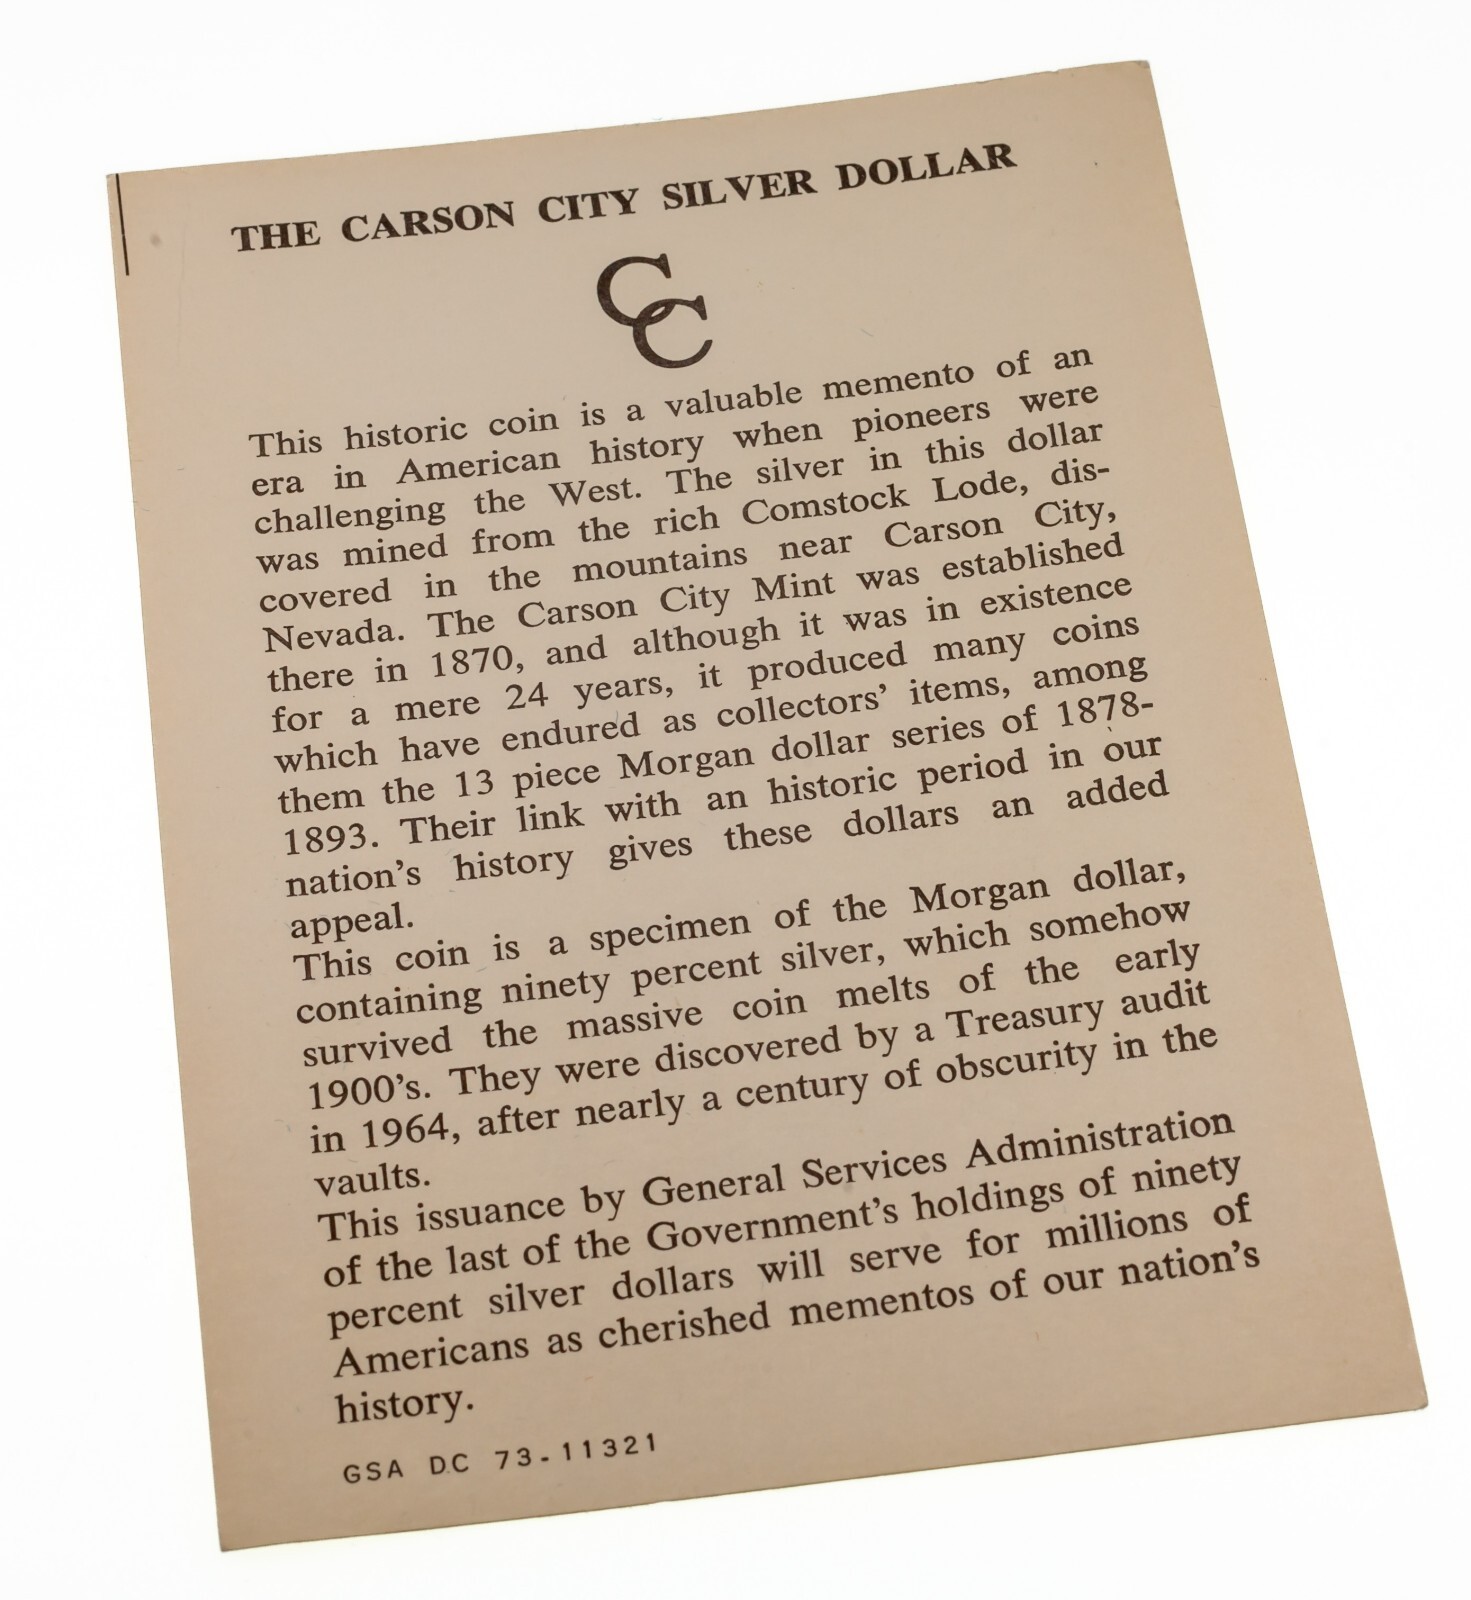 THE CARSON CITY SILVER DOLLAR
CC
This historic coin is a valuable memento of an
era in American history when pioneers were
challenging the West. The silver in this dollar
was mined from the rich Comstock Lode, dis-
covered in the mountains near Carson City,
Nevada. The Carson City Mint was established
there in 1870, and although it was in existence
for a mere 24 years, it produced many coins
which have endured as collectors' items, among
them the 13 piece Morgan dollar series of 1878-
1893. Their link with an historic period in our
nation's history gives these dollars an added
appeal.
This coin is a specimen of the Morgan dollar,
containing ninety percent silver, which somehow
survived the massive coin melts of the early
1900's. They were discovered by a Treasury audit
in 1964, after nearly a century of obscurity in the
vaults.
This issuance by General Services Administration
of the last of the Government's holdings of ninety
percent silver dollars will serve for millions of
Americans as cherished mementos of our nation's
history.
GSA DC 73-11321